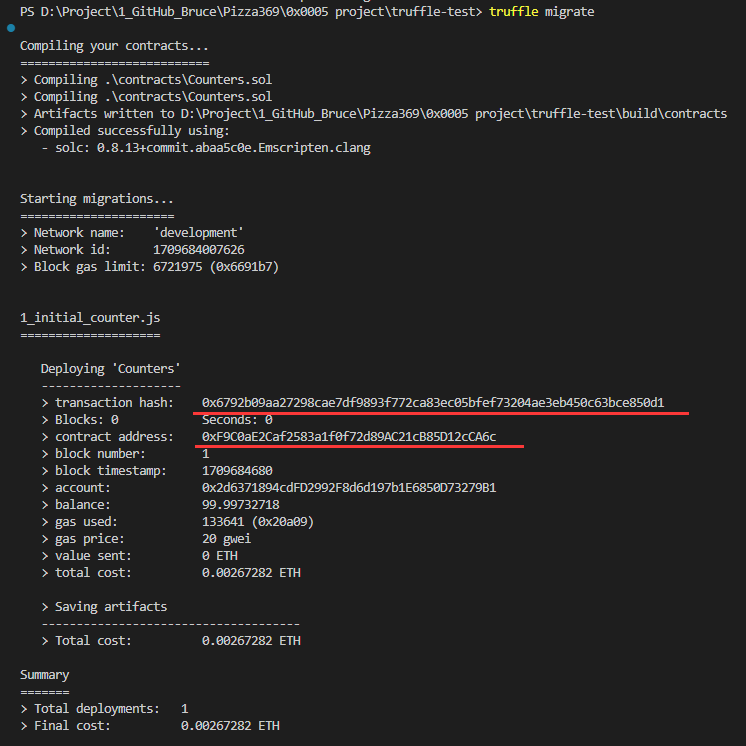 PS D:\Project\1_GitHub_Bruce\Pizza369\0x0005 project\truffle-test> truffle migrate
Compiling your contracts...
===========================
> Compiling .\contracts\Counters.sol
> Compiling .\contracts\Counters.sol
> Artifacts written to D:\Project\1_GitHub_Bruce\Pizza369\0x0005 project\truffle-test\build\contracts
> Compiled successfully using:
   - solc: 0.8.13+commit.abaa5c0e.Emscripten.clang
Starting migrations...
======================
> Network name:    'development'
> Network id:      1709684007626
> Block gas limit: 6721975 (0x6691b7)
1_initial_counter.js
====================
   Deploying 'Counters'
   --------------------
   > transaction hash:    0x6792b09aa27298cae7df9893f772ca83ec05bfef73204ae3eb450c63bce850d1
   > Blocks: 0            Seconds: 0
   > contract address:    0xF9C0aE2Caf2583a1f0f72d89AC21cB85D12cCA6c
   > block number:        1
   > block timestamp:     1709684680
   > account:             0x2d6371894cdFD2992F8d6d197b1E6850D73279B1
   > balance:             99.99732718
   > gas used:            133641 (0x20a09)
   > gas price:           20 gwei
   > value sent:          0 ETH
   > total cost:          0.00267282 ETH
   > Saving artifacts
   -------------------------------------
   > Total cost:          0.00267282 ETH
Summary
=======
> Total deployments:   1
> Final cost:          0.00267282 ETH